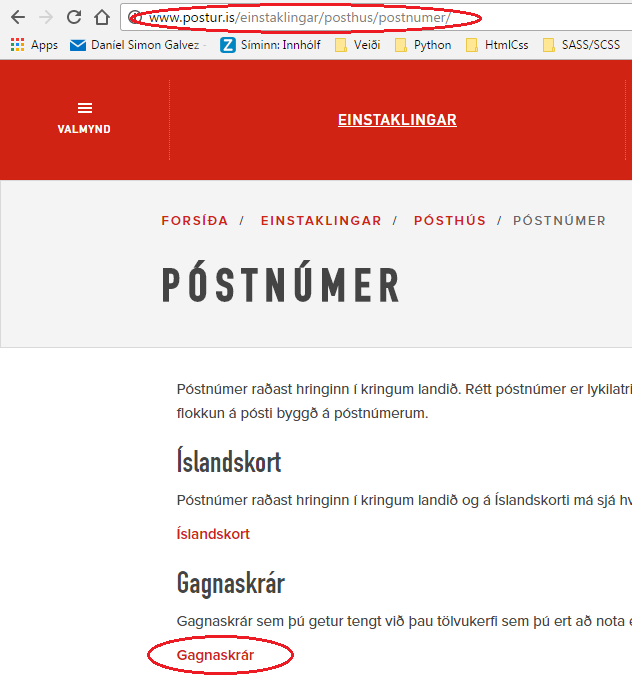 www.postur.is/einstaklingar/posthus/postnumer/
Apps Daníel Simon Galvez - Z Síminn: Innhólf Veiði Python HtmlCss SASS/SCSS
VALMYND
EINSTAKLINGAR
FORSÍÐA / EINSTAKLINGAR / PÓSTHÚS / PÓSTNÚMER
PÓSTNÚMER
Póstnúmer raðast hringinn í kringum landið. Rétt póstnúmer er lykilatri
flokkun á pósti byggð á póstnúmerum.
Íslandskort
Póstnúmer raðast hringinn í kringum landið og á Íslandskorti má sjá hv
Íslandskort
Gagnaskrár
Gagnaskrár sem þú getur tengt við þau tölvukerfi sem þú ert að nota e
Gagnaskrár